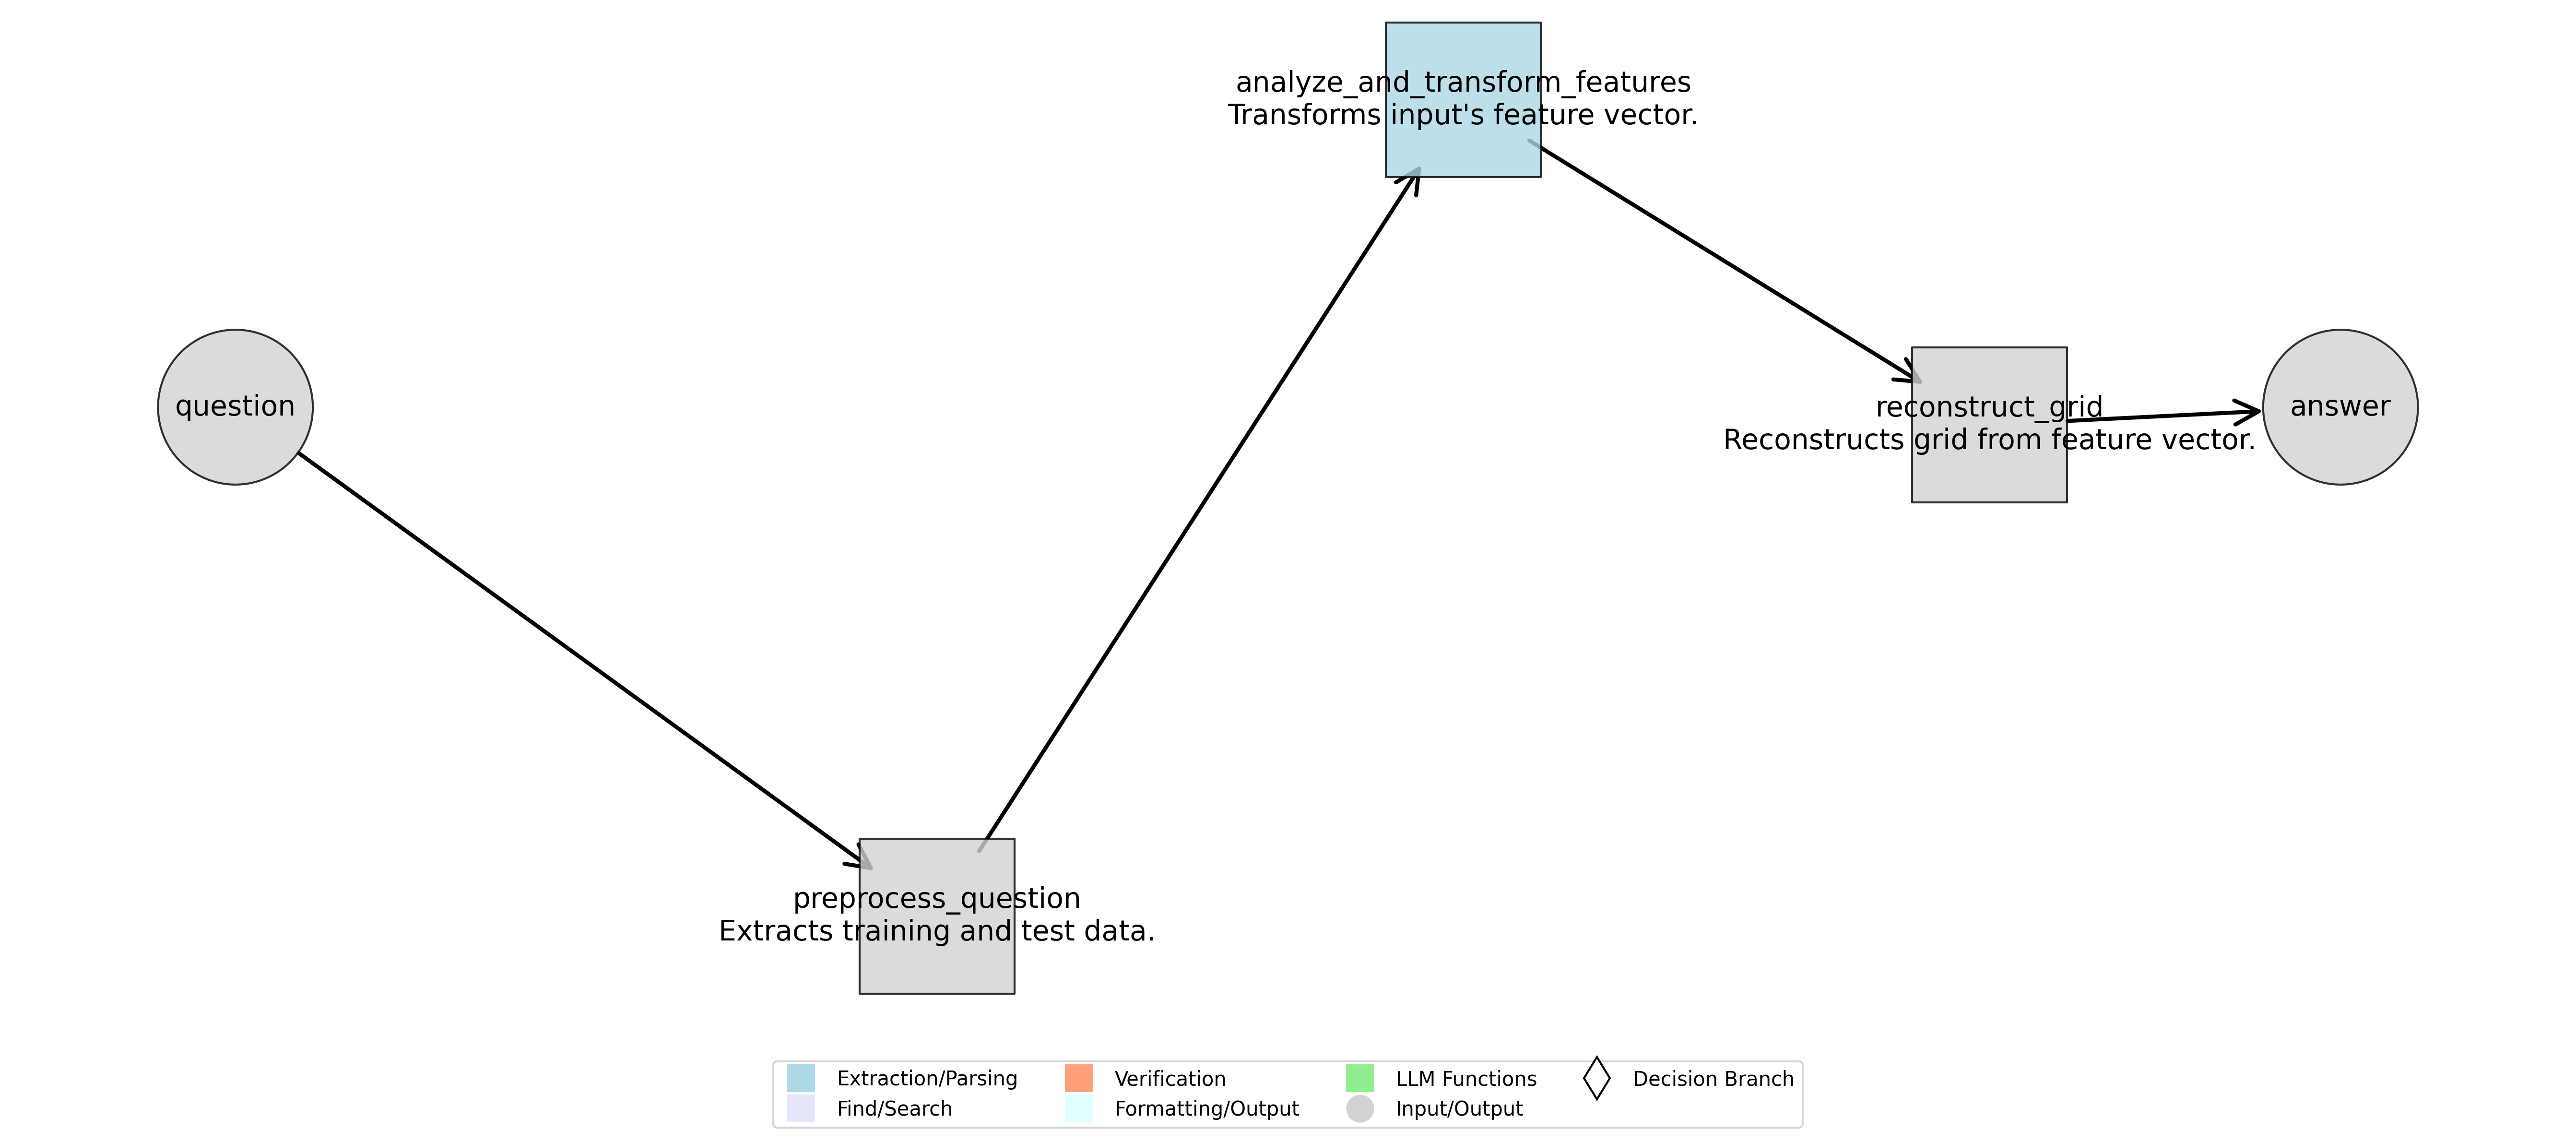 analyze_and_transform_features
Transforms input's feature vector.
question
reconstruct_grid
Reconstructs grid from feature vector.
answer
preprocess_question
Extracts training and test data.
Extraction/Parsing
Verification
LLM Functions
Decision Branch
Find/Search
Formatting/Output
Input/Output